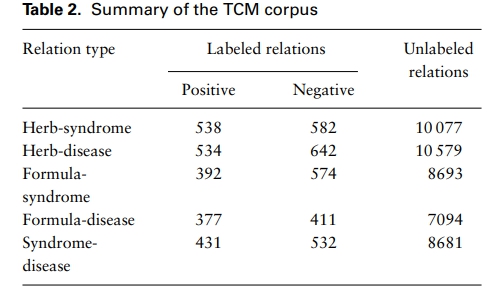 Table 2. Summary of the TCM corpus
Relation type Labeled relations Unlabeled
relations
Positive Negative
Herb-syndrome 538 582 10 077
Herb-disease 534 642 10 579
Formula- 392 574 8693
syndrome
Formula-disease 377 411 7094
Syndrome- 431 532 8681
disease